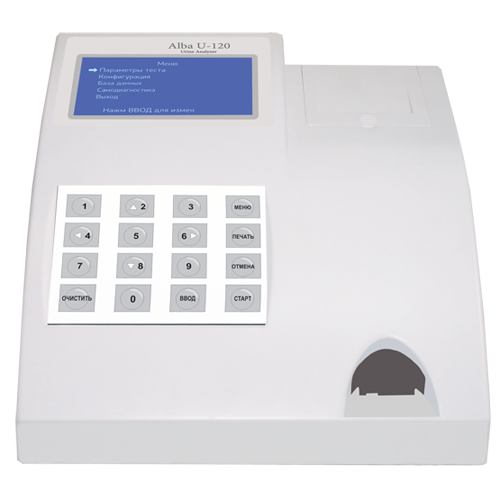 Alba U-120
Urine Analyzer
Меню
Параметры теста
Конфигурация
База данных
Самодиагностика
Выход
Нажм ВВОД для измен
1 2 3 МЕНЮ
4 5 6 ПЕЧАТЬ
7 8 9 ОТМЕНА
ОЧИСТИТЬ 0 ВВОД СТАРТ